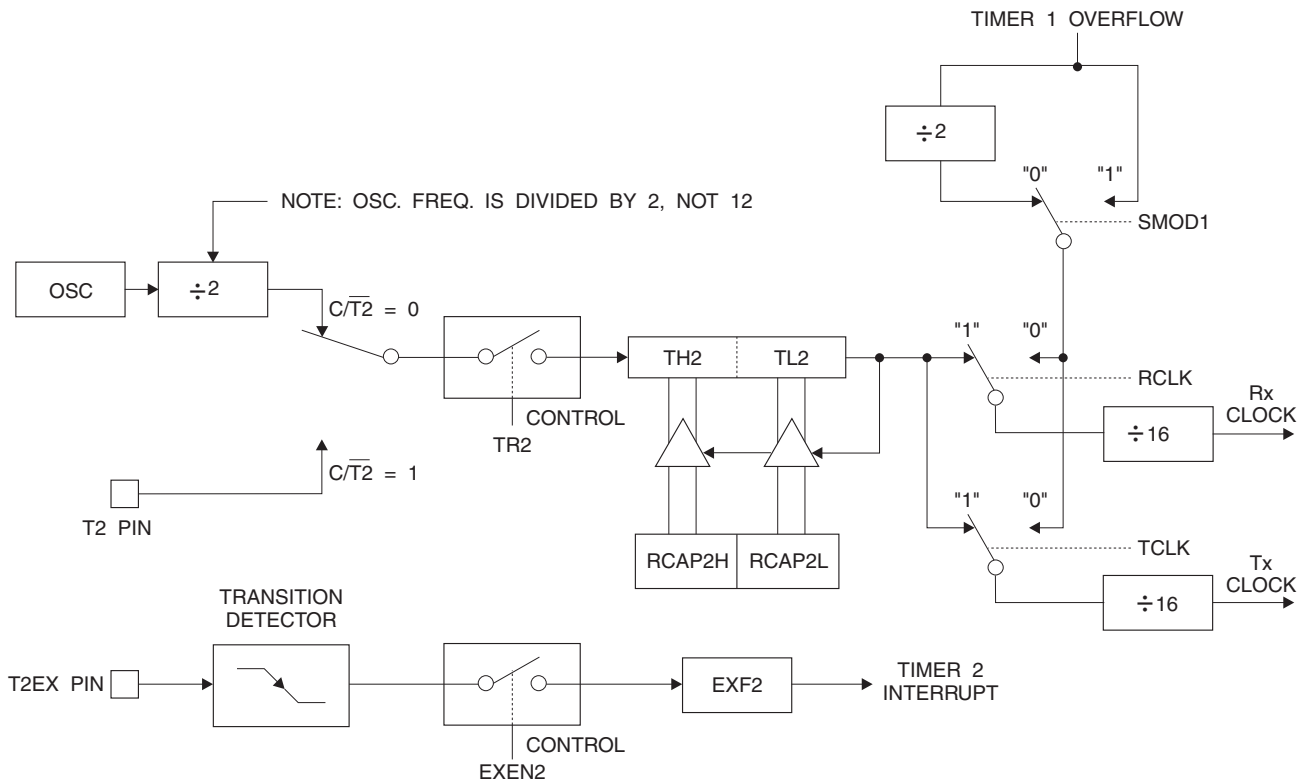 TIMER 1 OVERFLOW
÷2
"0" "1"
NOTE: OSC. FREQ. IS DIVIDED BY 2, NOT 12
SMOD1
OSC
÷2
C/T̅2̅ = 0
"1" "0"
TH2 TL2
RCLK
Rx
CLOCK
CONTROL
TR2
÷16
C/T̅2̅ = 1
T2 PIN
"1" "0"
TCLK
RCAP2H RCAP2L
Tx
CLOCK
÷16
TRANSITION
DETECTOR
T2EX PIN
EXF2
TIMER 2
INTERRUPT
CONTROL
EXEN2